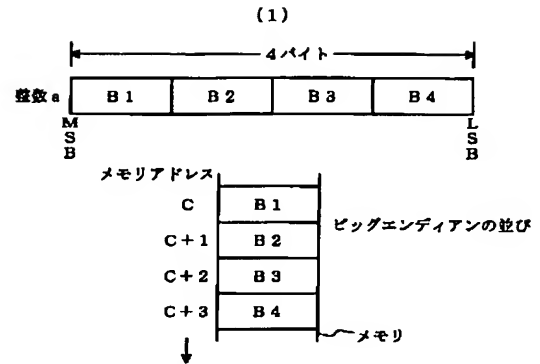 (1)
4バイト
整数a B1 B2 B3 B4
MSB LSB
メモリアドレス
C B1
ビッグエンディアンの並び
C+1 B2
C+2 B3
C+3 B4
メモリ